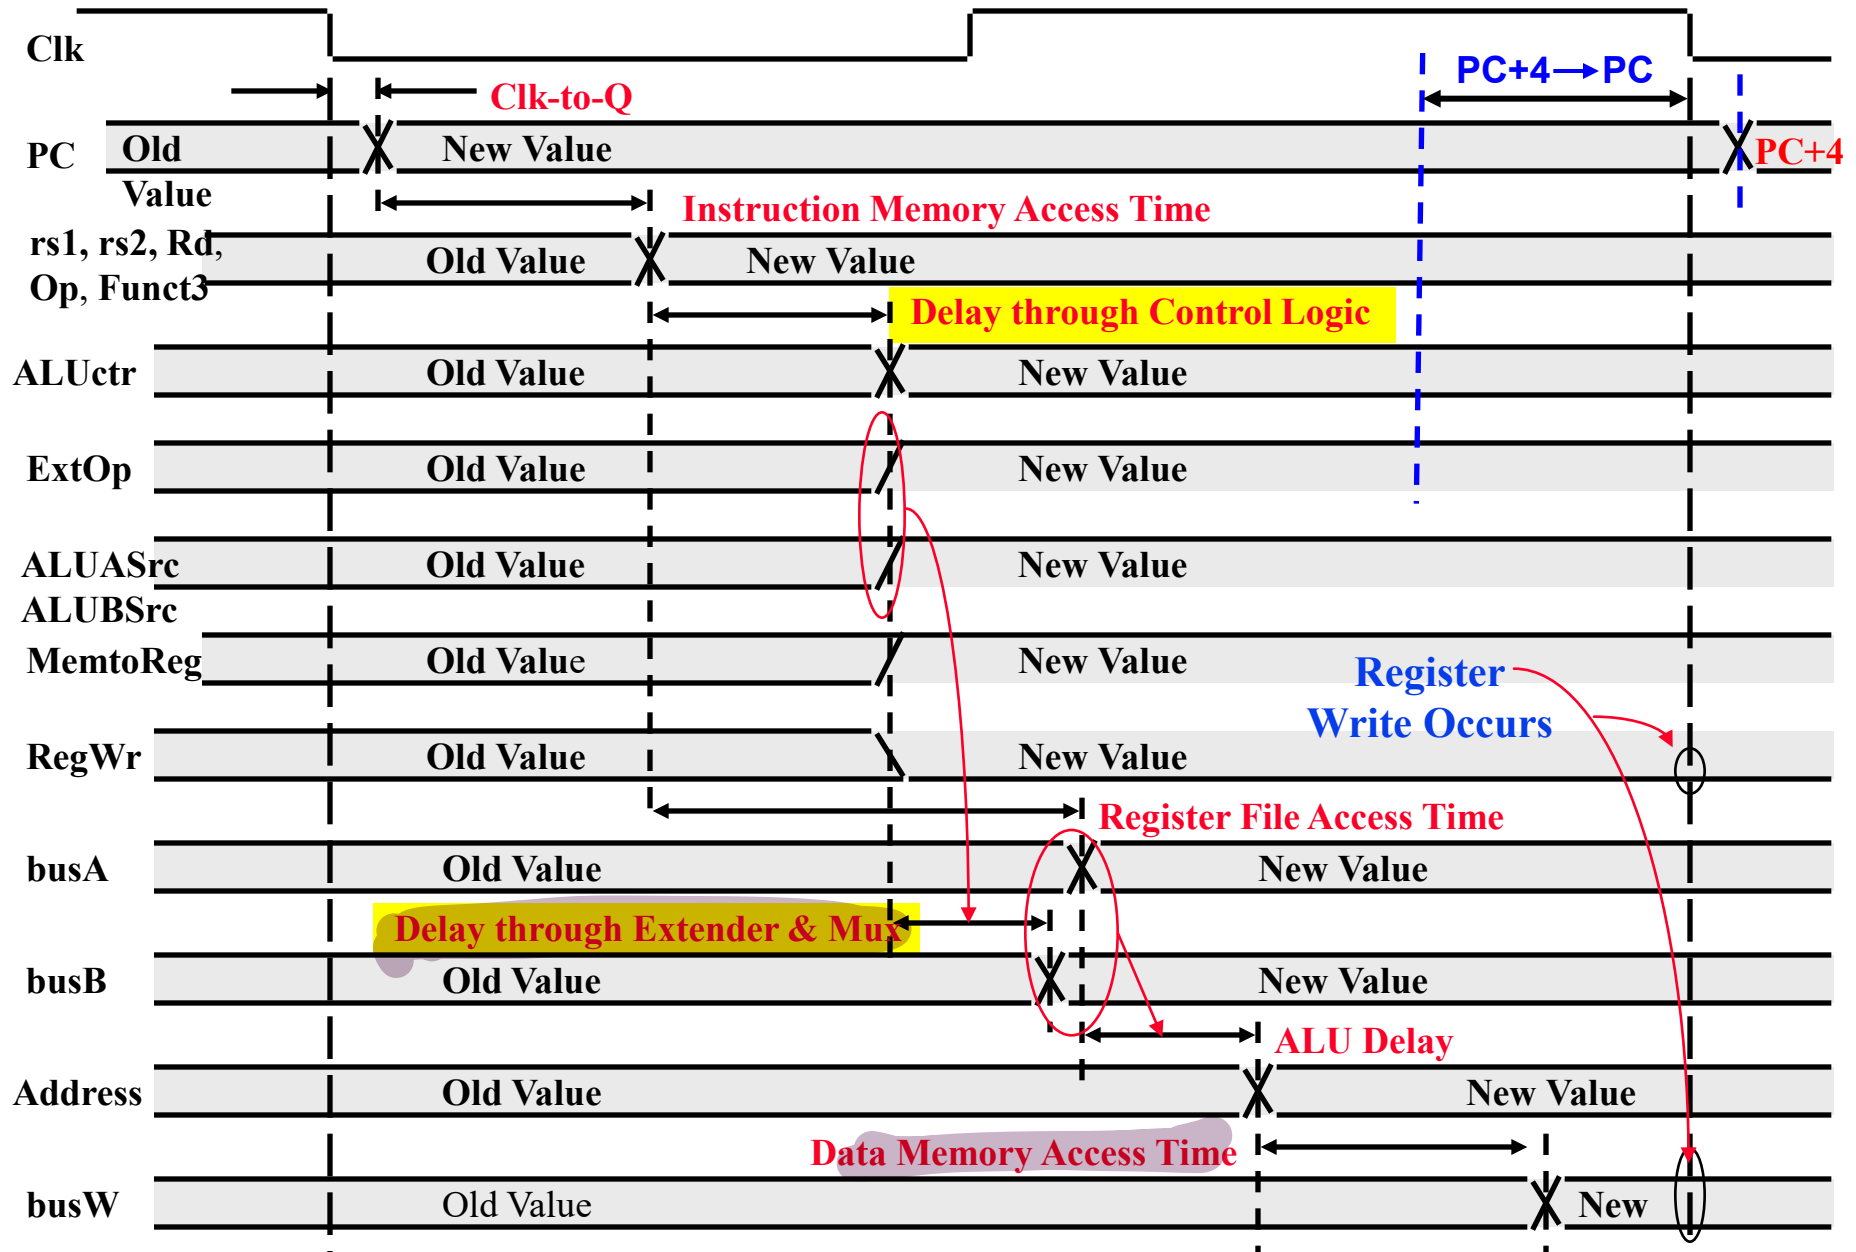 Clk
PC+4→PC
Clk-to-Q
PC
Old
Value
New Value
PC+4
Instruction Memory Access Time
rs1, rs2, Rd,
Op, Funct3
Old Value
New Value
Delay through Control Logic
ALUctr
Old Value
New Value
ExtOp
Old Value
New Value
ALUASrc
ALUBSrc
Old Value
New Value
MemtoReg
Old Value
New Value
Register
Write Occurs
RegWr
Old Value
New Value
Register File Access Time
busA
Old Value
New Value
Delay through Extender & Mux
busB
Old Value
New Value
ALU Delay
Address
Old Value
New Value
Data Memory Access Time
busW
Old Value
New